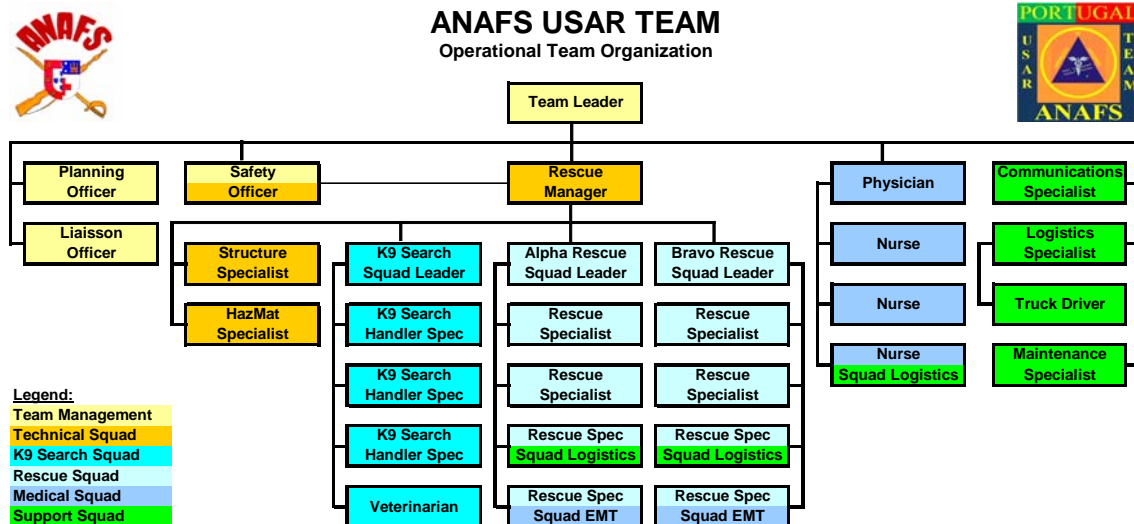 ANAFS
ANAFS USAR TEAM
Operational Team Organization
PORTUGAL
USAR
TEAM
ANAFS
Team Leader
Planning
Officer
Safety
Officer
Rescue
Manager
Physician
Communications
Specialist
Liaisson
Officer
Structure
Specialist
K9 Search
Squad Leader
Alpha Rescue
Squad Leader
Bravo Rescue
Squad Leader
Nurse
Logistics
Specialist
HazMat
Specialist
K9 Search
Handler Spec
Rescue
Specialist
Rescue
Specialist
Nurse
Truck Driver
K9 Search
Handler Spec
Rescue
Specialist
Rescue
Specialist
Nurse
Squad Logistics
Maintenance
Specialist
K9 Search
Handler Spec
Rescue Spec
Squad Logistics
Rescue Spec
Squad Logistics
Veterinarian
Rescue Spec
Squad EMT
Rescue Spec
Squad EMT
Legend:
Team Management
Technical Squad
K9 Search Squad
Rescue Squad
Medical Squad
Support Squad